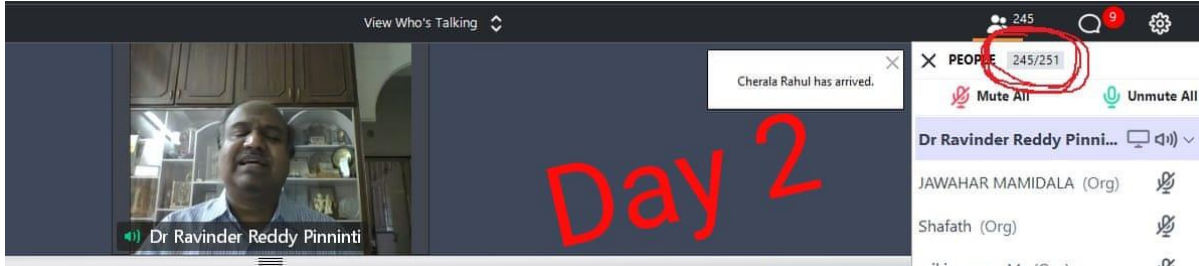 View Who's Talking
245
9
Cherala Rahul has arrived.
PEOPLE 245/251
Mute All Unmute All
Dr Ravinder Reddy Pinni...
JAWAHAR MAMIDALA (Org)
Shafath (Org)
Dr Ravinder Reddy Pinninti
Day 2